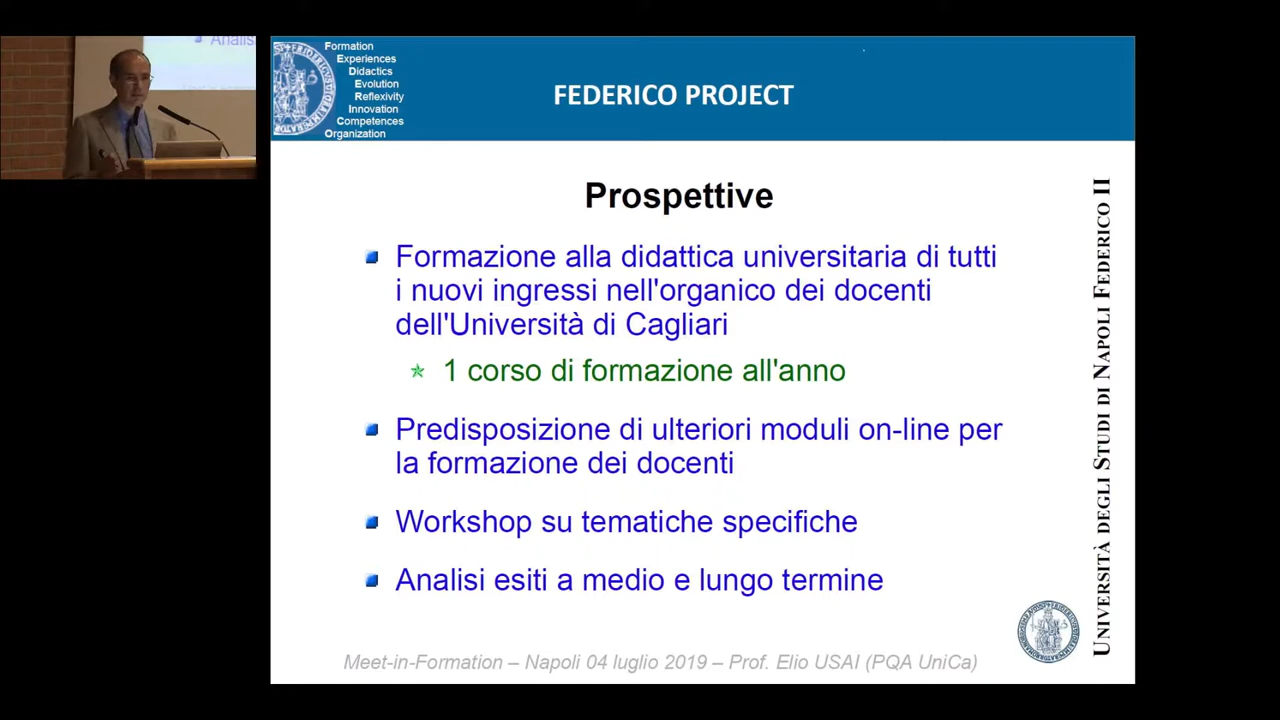 Analis
Formation
Experiences
Didactics
Evolution
Reflexivity
Innovation
Competences
Organization
FEDERICO PROJECT
Prospettive
Formazione alla didattica universitaria di tutti
i nuovi ingressi nell'organico dei docenti
dell'Università di Cagliari
1 corso di formazione all'anno
Predisposizione di ulteriori moduli on-line per
la formazione dei docenti
Workshop su tematiche specifiche
Analisi esiti a medio e lungo termine
Meet-in-Formation – Napoli 04 luglio 2019 – Prof. Elio USAI (PQA UniCa)
UNIVERSITÀ DEGLI STUDI DI NAPOLI FEDERICO II